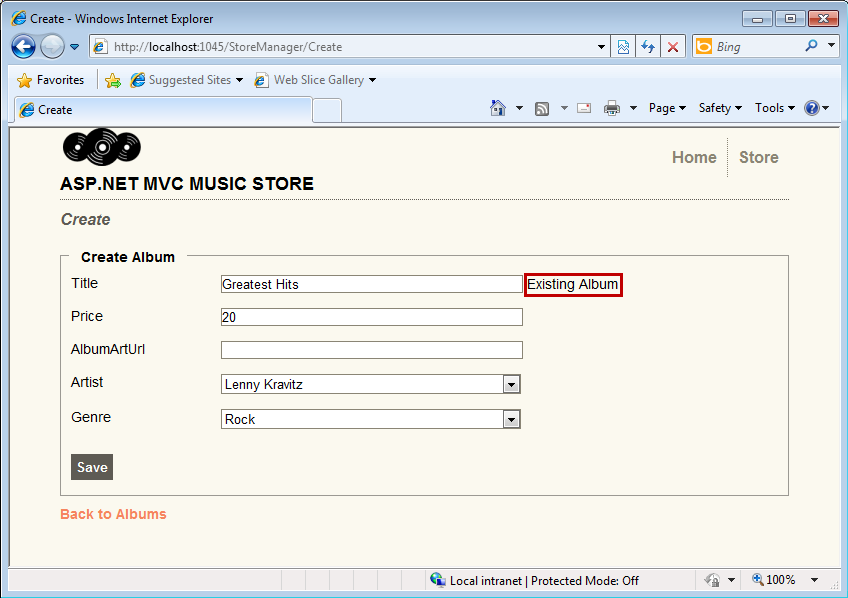 Create - Windows Internet Explorer
http://localhost:1045/StoreManager/Create
Bing
Favorites
Suggested Sites
Web Slice Gallery
Create
Page
Safety
Tools
Home
Store
ASP.NET MVC MUSIC STORE
Create
Create Album
Title Greatest Hits Existing Album
Price 20
AlbumArtUrl
Artist Lenny Kravitz
Genre Rock
Save
Back to Albums
Local intranet | Protected Mode: Off
100%